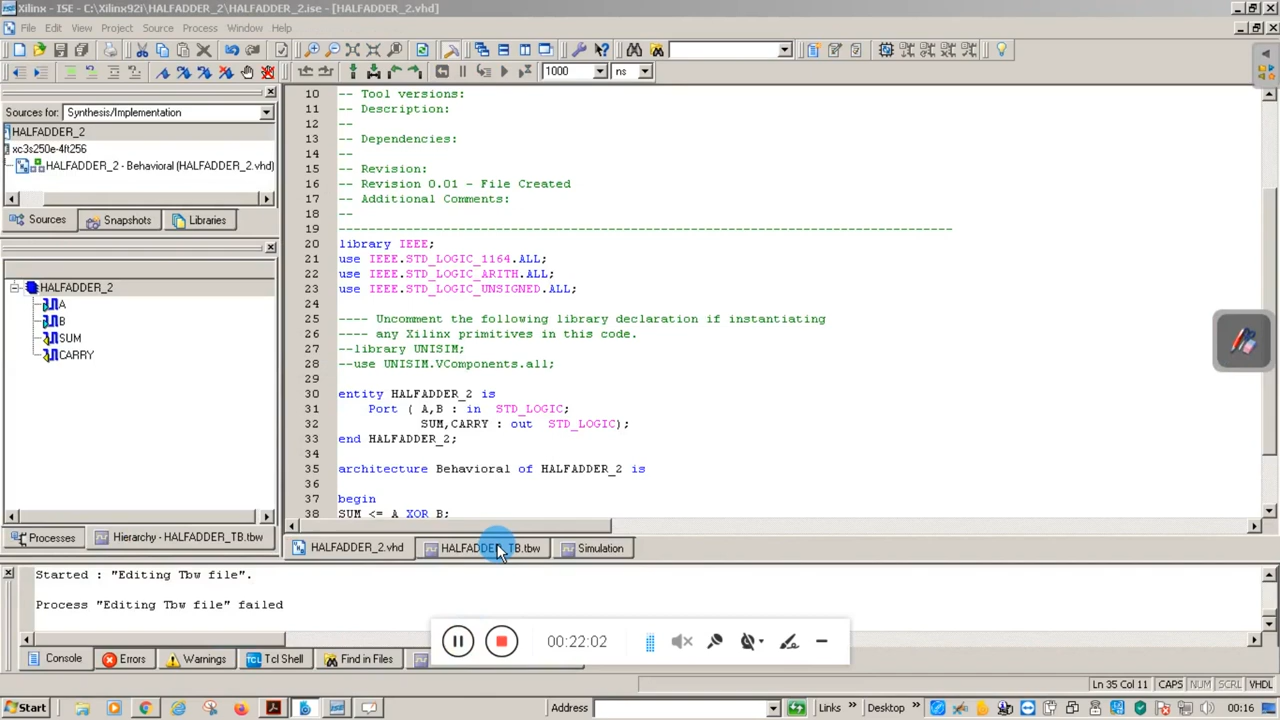 Xilinx - ISE - C:\Xilinx92i\HALFADDER_2\HALFADDER_2.ise - [HALFADDER_2.vhd]
File Edit View Project Source Process Window Help
1000 ns
Sources for: Synthesis/Implementation
HALFADDER_2
xc3s250e-4ft256
HALFADDER_2 - Behavioral (HALFADDER_2.vhd)
Sources Snapshots Libraries
HALFADDER_2
A
B
SUM
CARRY
Processes Hierarchy - HALFADDER_TB.tbw
10 -- Tool versions:
11 -- Description:
12 --
13 -- Dependencies:
14 --
15 -- Revision:
16 -- Revision 0.01 - File Created
17 -- Additional Comments:
18 --
19 ----------------------------------------------------------------------------------
20 library IEEE;
21 use IEEE.STD_LOGIC_1164.ALL;
22 use IEEE.STD_LOGIC_ARITH.ALL;
23 use IEEE.STD_LOGIC_UNSIGNED.ALL;
24
25 ---- Uncomment the following library declaration if instantiating
26 ---- any Xilinx primitives in this code.
27 --library UNISIM;
28 --use UNISIM.VComponents.all;
29
30 entity HALFADDER_2 is
31 Port ( A,B : in STD_LOGIC;
32 SUM,CARRY : out STD_LOGIC);
33 end HALFADDER_2;
34
35 architecture Behavioral of HALFADDER_2 is
36
37 begin
38 SUM <= A XOR B;
HALFADDER_2.vhd HALFADDER_TB.tbw Simulation
Started : "Editing Tbw file".
Process "Editing Tbw file" failed
00:22:02
Console Errors Warnings Tcl Shell Find in Files
Ln 35 Col 11 CAPS NUM SCRL VHDL
Start Address Links » Desktop » 00:16